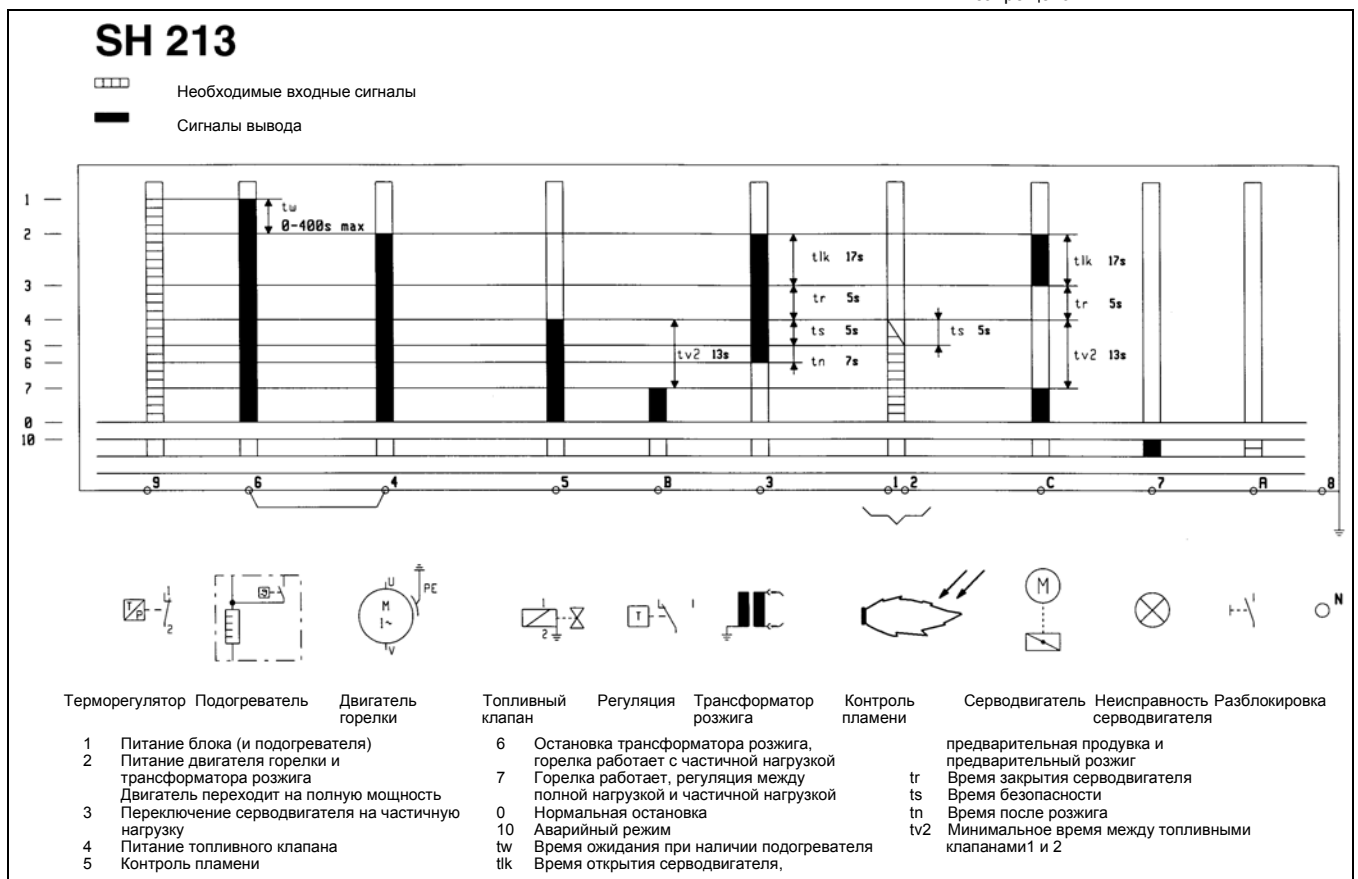 SH 213
Необходимые входные сигналы
Сигналы вывода
1
2
3
4
5
6
7
0
10
tw
0-400s max
tv2 13s
tlk 17s
tr 5s
ts 5s
tn 7s
ts 5s
tlk 17s
tr 5s
tv2 13s
9 6 4 5 B 3 1 2 C 7 A 8
T/P 1 2
U PE
M
1~
V
1
2
T
1
M
N
Терморегулятор Подогреватель Двигатель горелки
Топливный клапан
Регуляция
Трансформатор розжига
Контроль пламени
Серводвигатель
Неисправность серводвигателя
Разблокировка
1 Питание блока (и подогревателя)
2 Питание двигателя горелки и
трансформатора розжига
Двигатель переходит на полную мощность
3 Переключение серводвигателя на частичную
нагрузку
4 Питание топливного клапана
5 Контроль пламени
6 Остановка трансформатора розжига,
горелка работает с частичной нагрузкой
7 Горелка работает, регуляция между
полной нагрузкой и частичной нагрузкой
0 Нормальная остановка
10 Аварийный режим
tw Время ожидания при наличии подогревателя
tlk Время открытия серводвигателя,
предварительная продувка и
предварительный розжиг
tr Время закрытия серводвигателя
ts Время безопасности
tn Время после розжига
tv2 Минимальное время между топливными
клапанами1 и 2